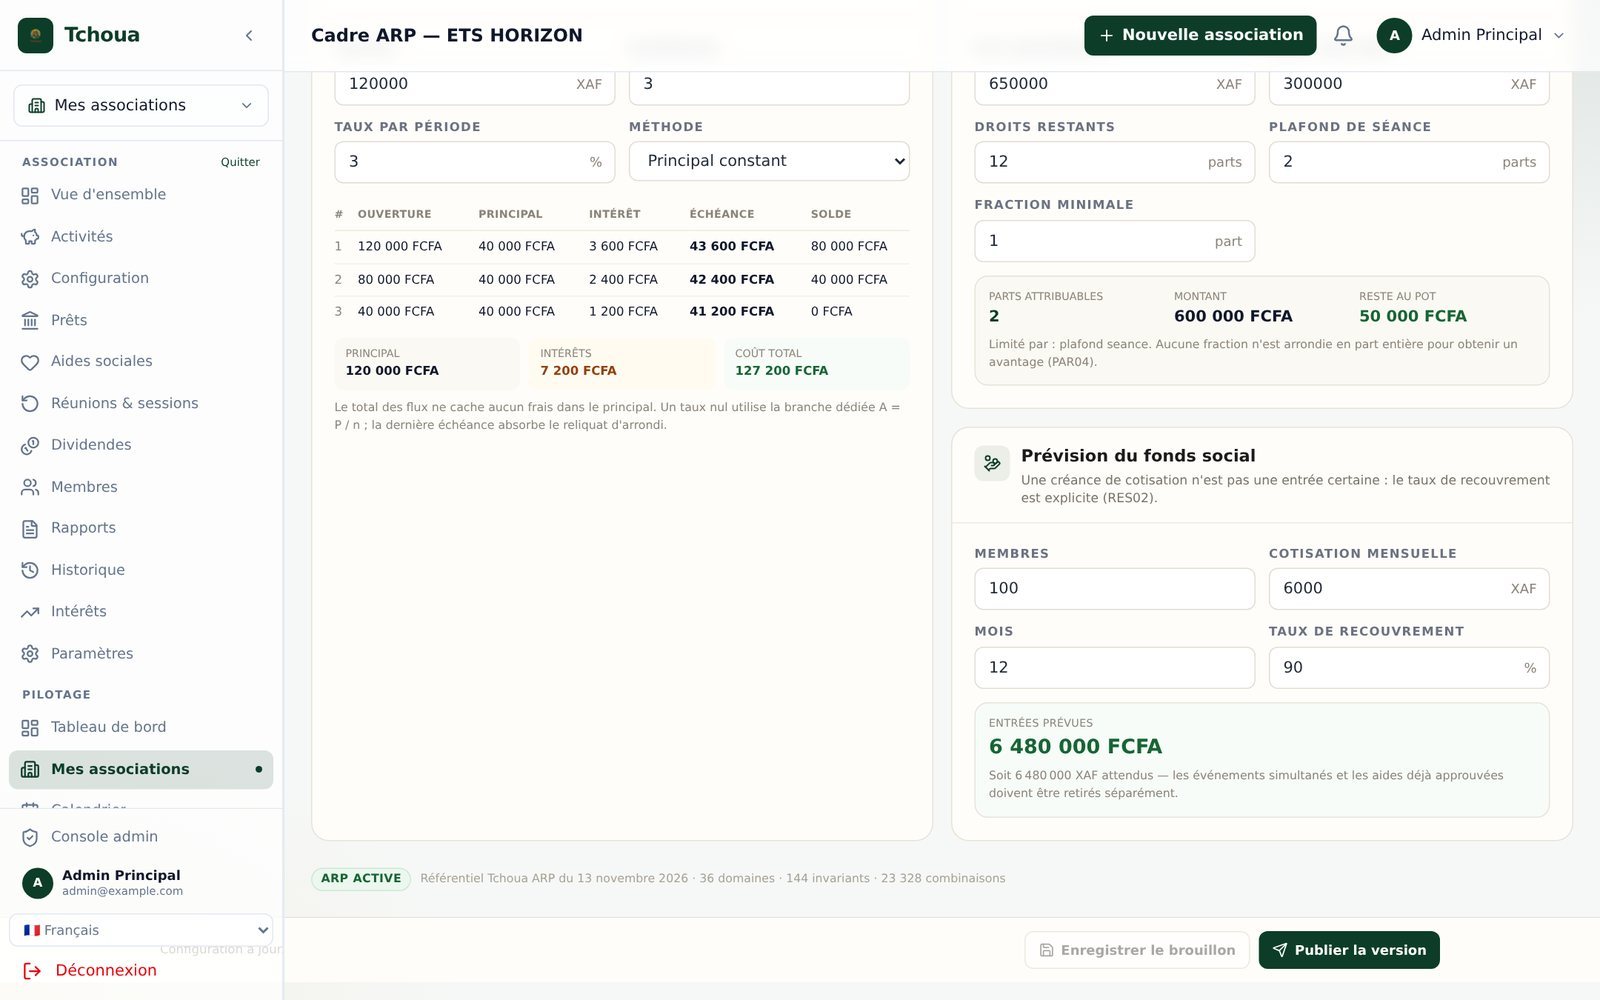 Tchoua
Mes associations
ASSOCIATION
Quitter
Vue d'ensemble
Activités
Configuration
Prêts
Aides sociales
Réunions & sessions
Dividendes
Membres
Rapports
Historique
Intérêts
Paramètres
PILOTAGE
Tableau de bord
Mes associations
Calendrier
Console admin
A
Admin Principal
admin@example.com
Français
Configuration à jour
Déconnexion
Cadre ARP — ETS HORIZON
Nouvelle association
A
Admin Principal
120000 XAF
3
TAUX PAR PÉRIODE
MÉTHODE
3 %
Principal constant
# OUVERTURE PRINCIPAL INTÉRÊT ÉCHÉANCE SOLDE
1 120 000 FCFA 40 000 FCFA 3 600 FCFA 43 600 FCFA 80 000 FCFA
2 80 000 FCFA 40 000 FCFA 2 400 FCFA 42 400 FCFA 40 000 FCFA
3 40 000 FCFA 40 000 FCFA 1 200 FCFA 41 200 FCFA 0 FCFA
PRINCIPAL
120 000 FCFA
INTÉRÊTS
7 200 FCFA
COÛT TOTAL
127 200 FCFA
Le total des flux ne cache aucun frais dans le principal. Un taux nul utilise la branche dédiée A =
P / n ; la dernière échéance absorbe le reliquat d'arrondi.
650000 XAF
300000 XAF
DROITS RESTANTS
PLAFOND DE SÉANCE
12 parts
2 parts
FRACTION MINIMALE
1 part
PARTS ATTRIBUABLES
2
MONTANT
600 000 FCFA
RESTE AU POT
50 000 FCFA
Limité par : plafond seance. Aucune fraction n'est arrondie en part entière pour obtenir un
avantage (PAR04).
Prévision du fonds social
Une créance de cotisation n'est pas une entrée certaine : le taux de recouvrement
est explicite (RES02).
MEMBRES
COTISATION MENSUELLE
100
6000 XAF
MOIS
TAUX DE RECOUVREMENT
12
90 %
ENTRÉES PRÉVUES
6 480 000 FCFA
Soit 6 480 000 XAF attendus — les événements simultanés et les aides déjà approuvées
doivent être retirés séparément.
ARP ACTIVE
Référentiel Tchoua ARP du 13 novembre 2026 · 36 domaines · 144 invariants · 23 328 combinaisons
Enregistrer le brouillon
Publier la version